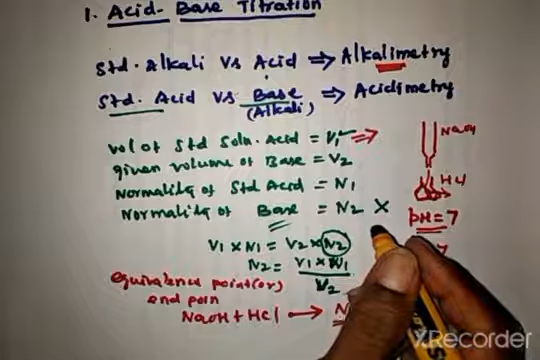 1. Acid-Base Titration
Std. Alkali Vs Acid ⇒ Alkalimetry
Std. Acid vs Base ⇒ Acidimetry
(Alkali)
Vol of Std Soln. Acid = V1 ⇒
given volume of Base = V2
Normality of Std Acid = N1
Normality of Base = N2 ×
V1 × N1 = V2 × N2
N2 = V1 × N1
V2
equivalence point (or)
end poin
NaOH + HCl → N
NaOH
HCl
pH = 7
7
XRecorder